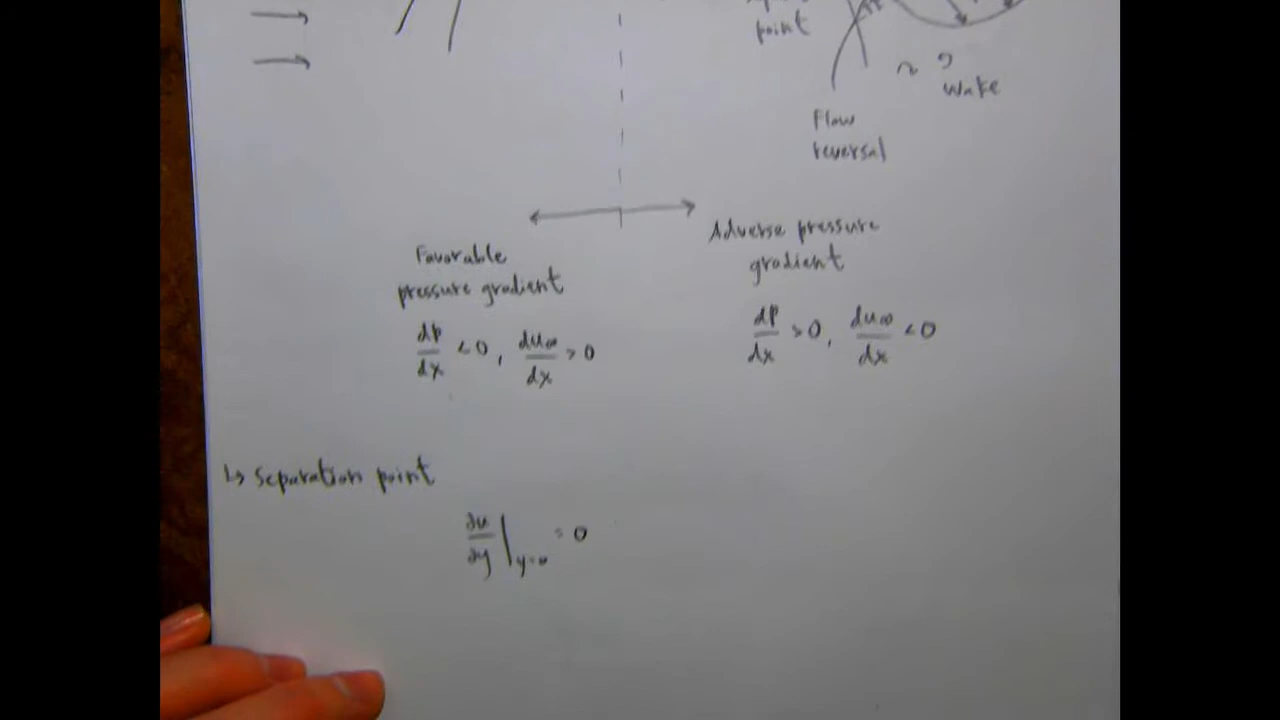 point
Wake
Flow
reversal
Adverse pressure
gradient
Favorable
pressure gradient
dp/dx < 0, du∞/dx > 0
dp/dx > 0, du∞/dx < 0
↳ Separation point
∂u/∂y |y=0 = 0